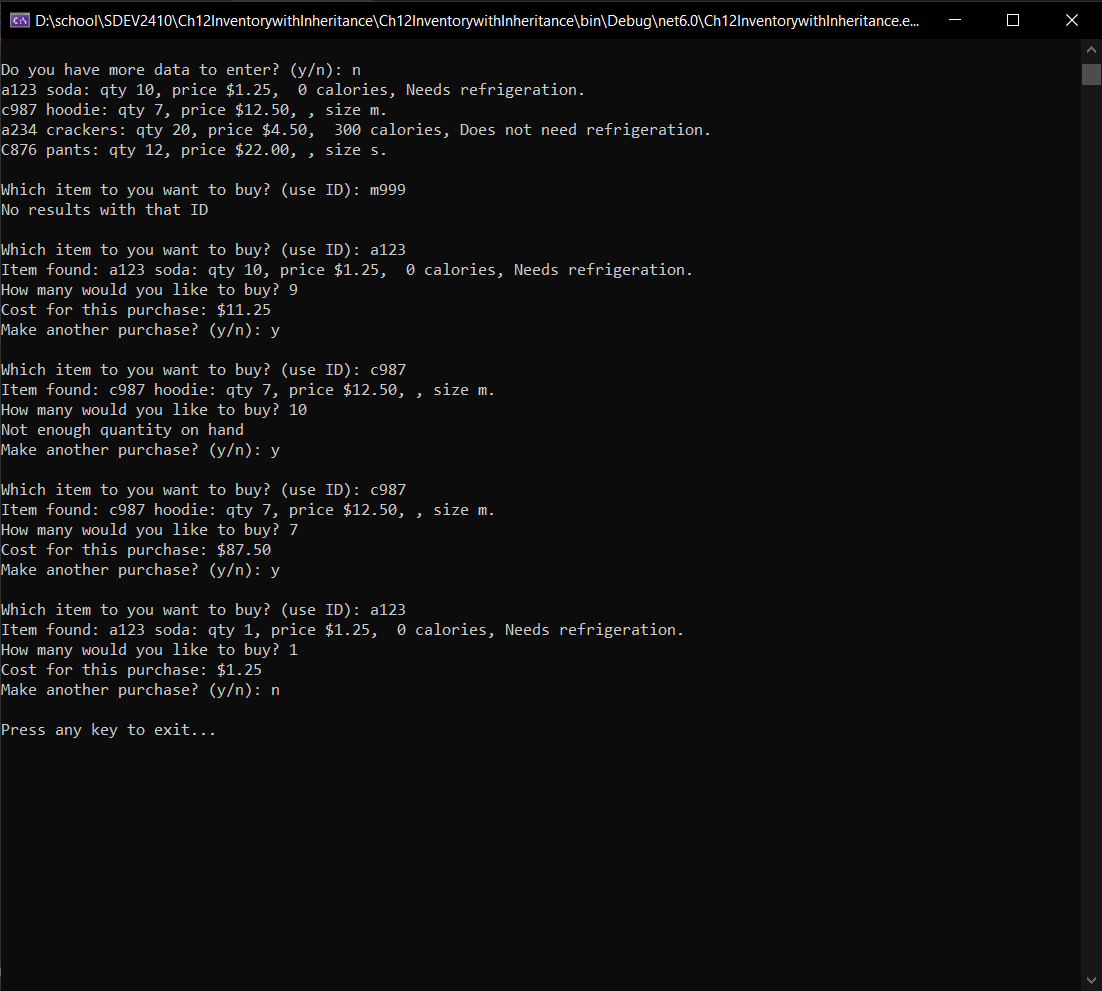 D:\school\SDEV2410\Ch12InventorywithInheritance\Ch12InventorywithInheritance\bin\Debug\net6.0\Ch12InventorywithInheritance.e...
Do you have more data to enter? (y/n): n
a123 soda: qty 10, price $1.25,  0 calories, Needs refrigeration.
c987 hoodie: qty 7, price $12.50, , size m.
a234 crackers: qty 20, price $4.50,  300 calories, Does not need refrigeration.
C876 pants: qty 12, price $22.00, , size s.
Which item to you want to buy? (use ID): m999
No results with that ID
Which item to you want to buy? (use ID): a123
Item found: a123 soda: qty 10, price $1.25,  0 calories, Needs refrigeration.
How many would you like to buy? 9
Cost for this purchase: $11.25
Make another purchase? (y/n): y
Which item to you want to buy? (use ID): c987
Item found: c987 hoodie: qty 7, price $12.50, , size m.
How many would you like to buy? 10
Not enough quantity on hand
Make another purchase? (y/n): y
Which item to you want to buy? (use ID): c987
Item found: c987 hoodie: qty 7, price $12.50, , size m.
How many would you like to buy? 7
Cost for this purchase: $87.50
Make another purchase? (y/n): y
Which item to you want to buy? (use ID): a123
Item found: a123 soda: qty 1, price $1.25,  0 calories, Needs refrigeration.
How many would you like to buy? 1
Cost for this purchase: $1.25
Make another purchase? (y/n): n
Press any key to exit...